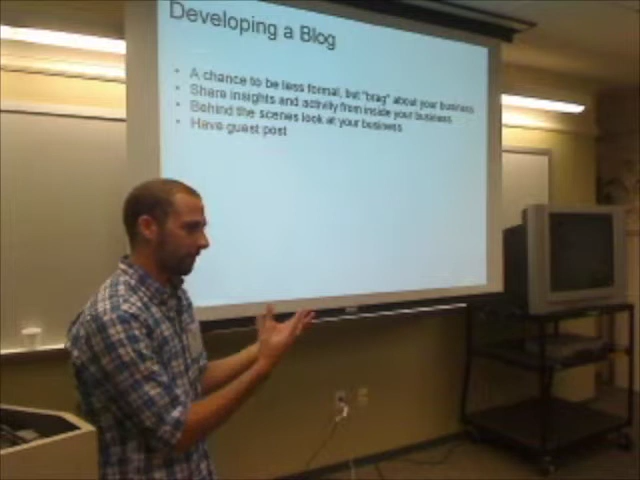 Developing a Blog
• A chance to be less formal, but "brag" about your business
• Share insights and activity from inside your business
• Behind the scenes look at your business
• Have guest post